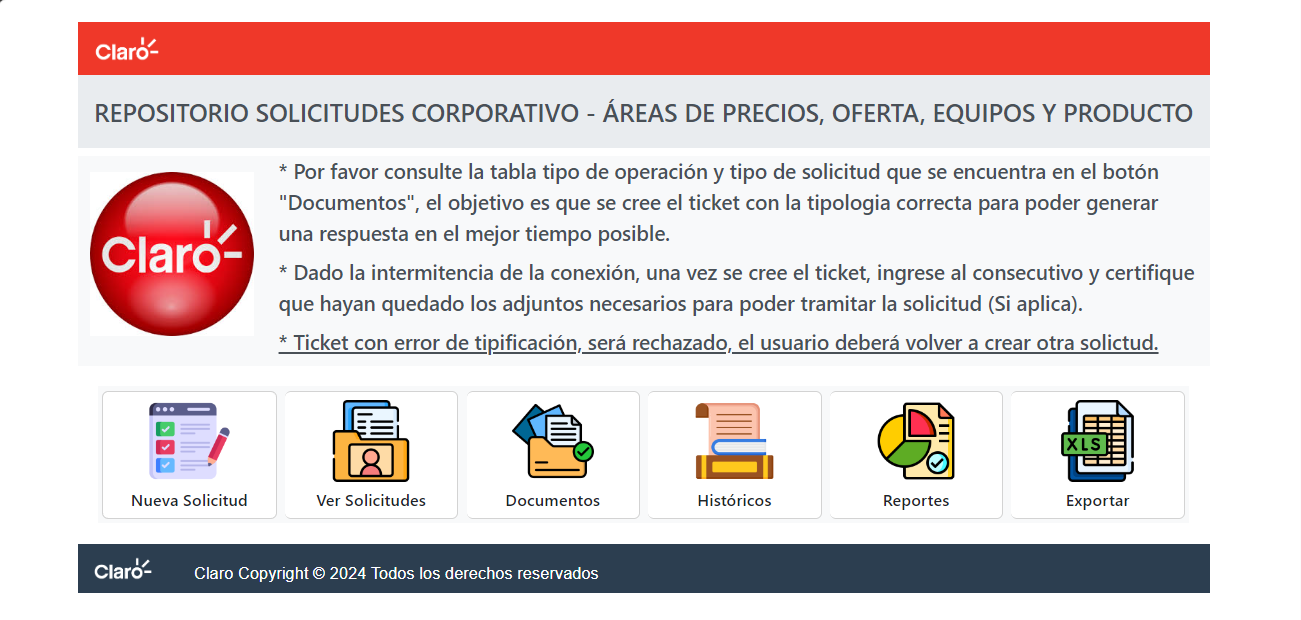 Claro
REPOSITORIO SOLICITUDES CORPORATIVO - ÁREAS DE PRECIOS, OFERTA, EQUIPOS Y PRODUCTO
Claro
* Por favor consulte la tabla tipo de operación y tipo de solicitud que se encuentra en el botón
"Documentos", el objetivo es que se cree el ticket con la tipologia correcta para poder generar
una respuesta en el mejor tiempo posible.
* Dado la intermitencia de la conexión, una vez se cree el ticket, ingrese al consecutivo y certifique
que hayan quedado los adjuntos necesarios para poder tramitar la solicitud (Si aplica).
* Ticket con error de tipificación, será rechazado, el usuario deberá volver a crear otra solictud.
XLS
Nueva Solicitud
Ver Solicitudes
Documentos
Históricos
Reportes
Exportar
Claro
Claro Copyright © 2024 Todos los derechos reservados